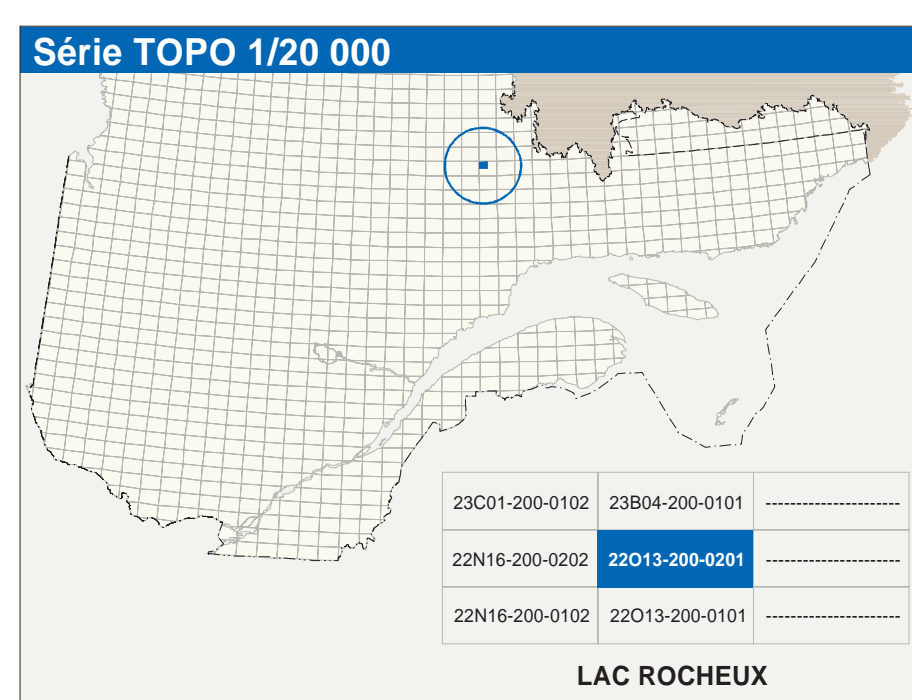 Série TOPO 1/20 000
23C01-200-0102 23B04-200-0101 ----------------------
22N16-200-0202 22O13-200-0201 ----------------------
22N16-200-0102 22O13-200-0101 ----------------------
LAC ROCHEUX